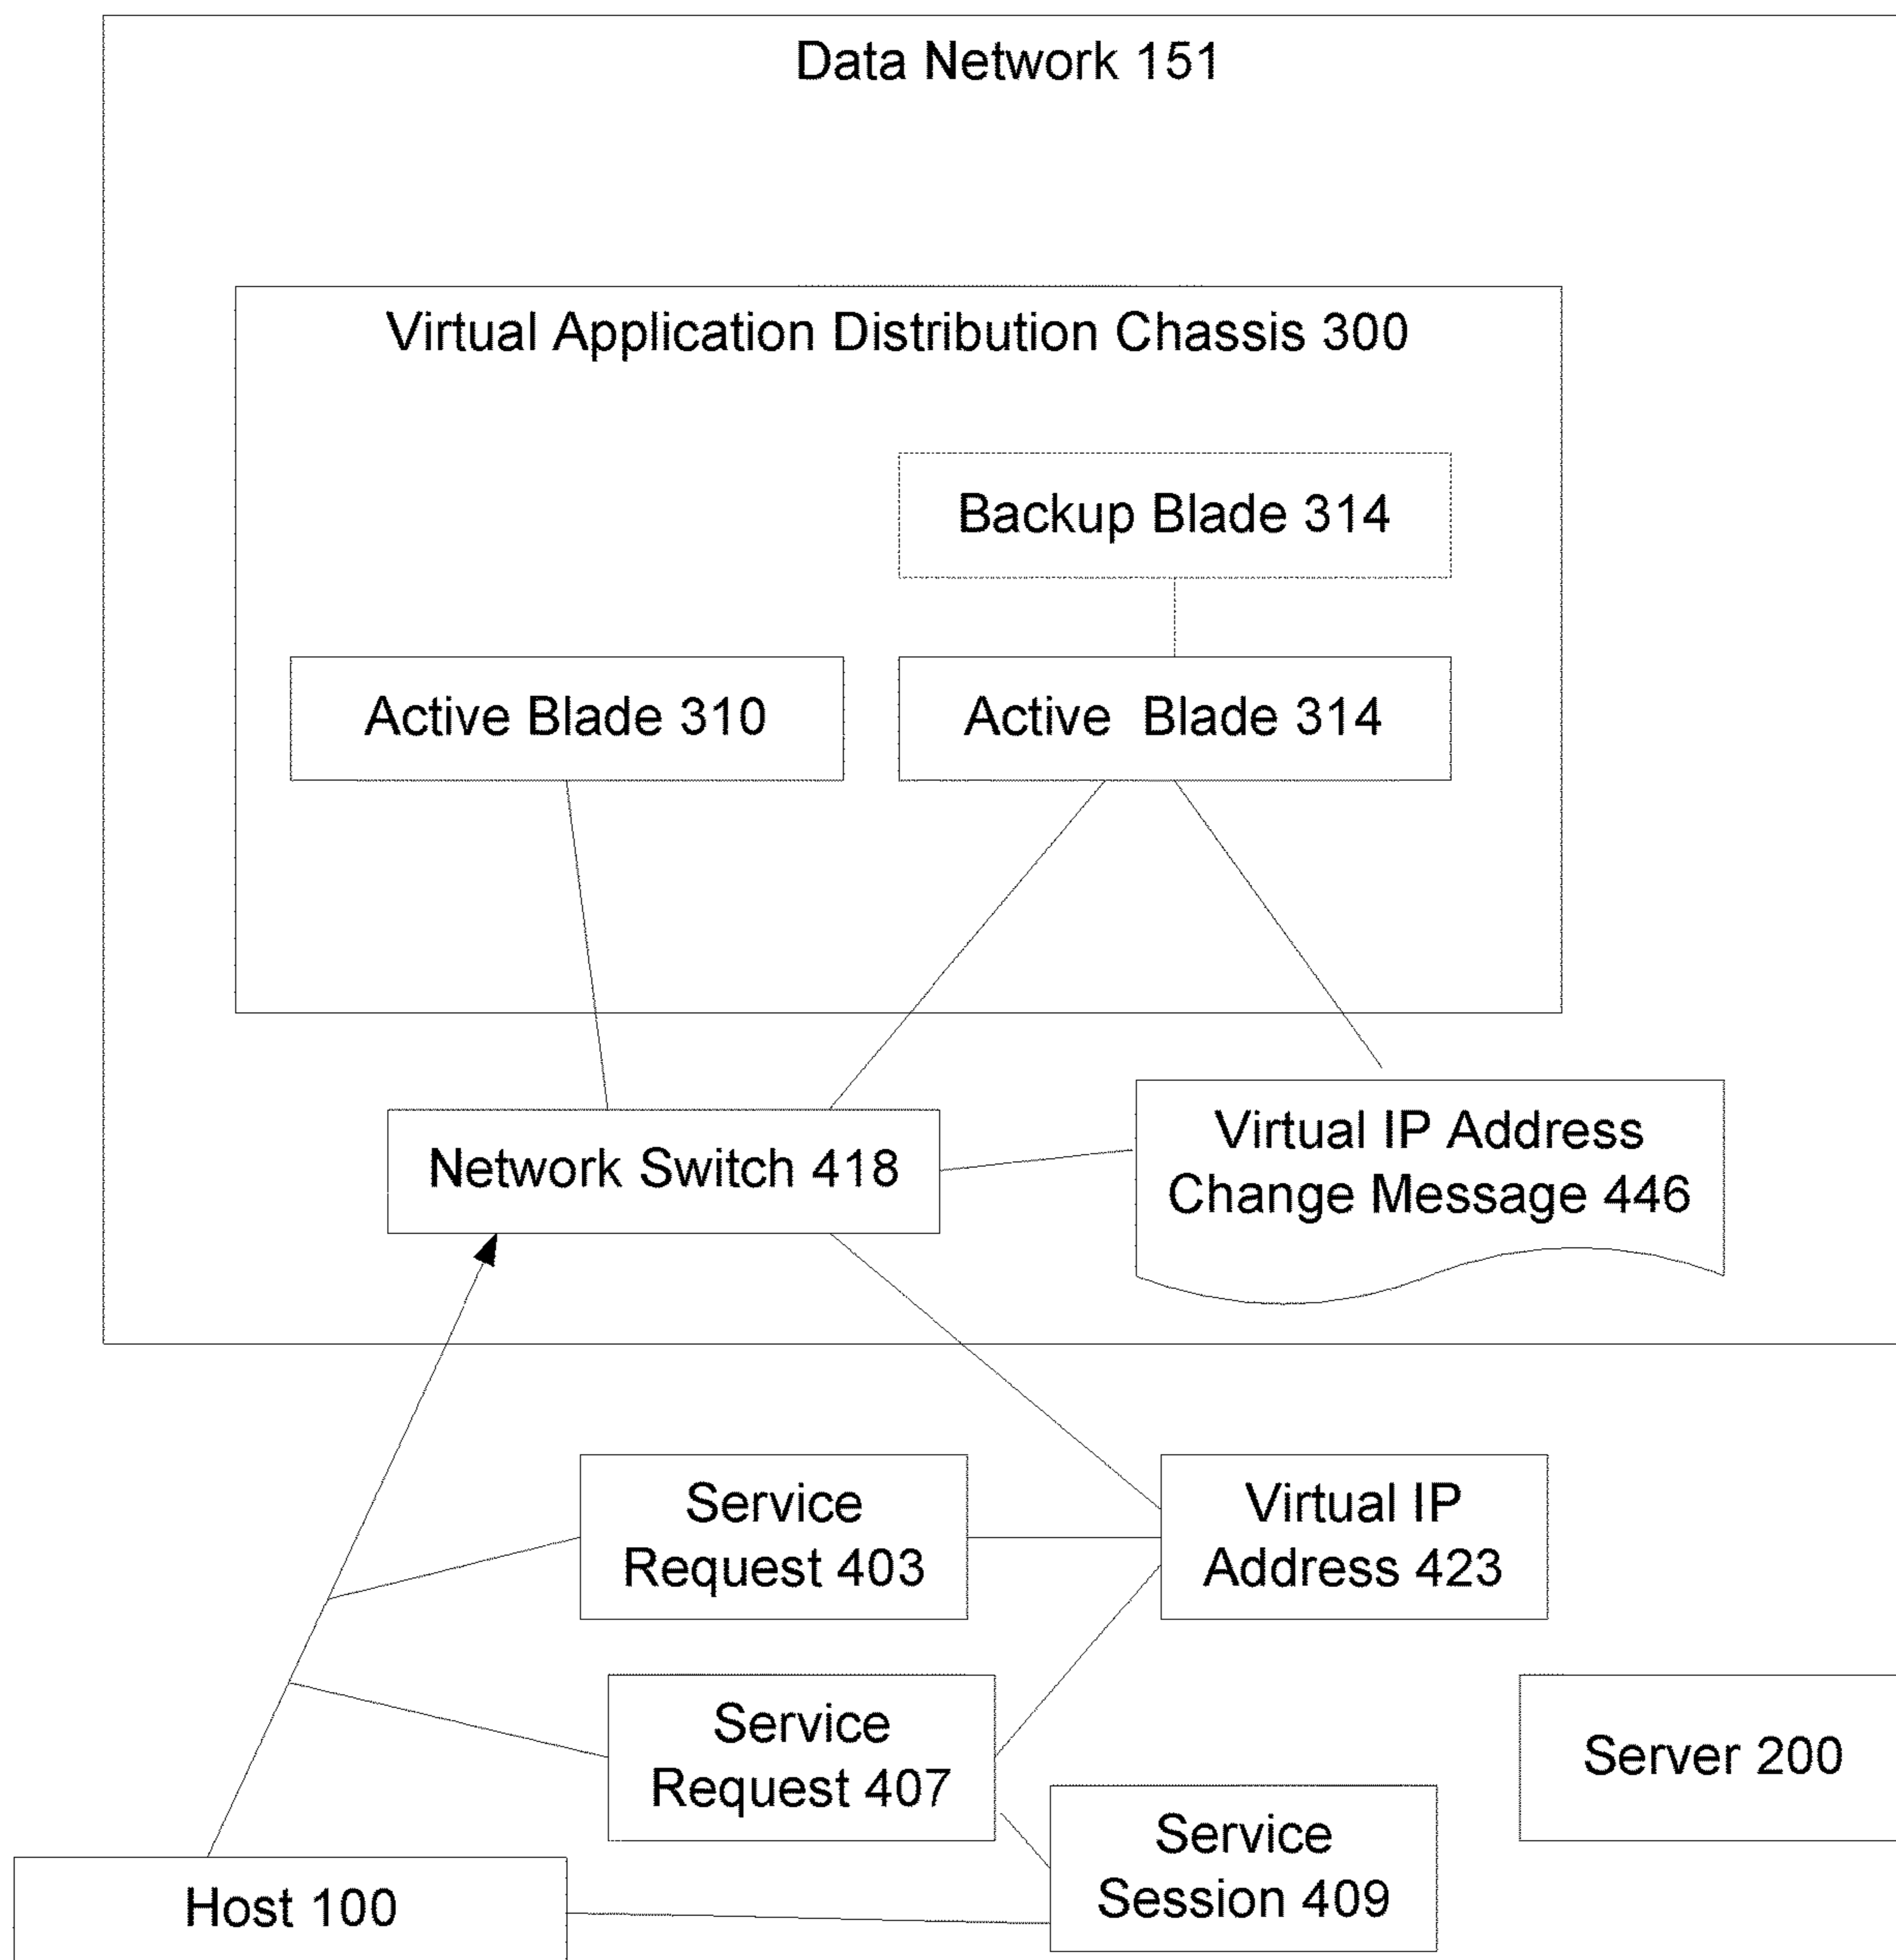 Data Network 151
Virtual Application Distribution Chassis 300
Backup Blade 314
Active Blade 310
Active Blade 314
Network Switch 418
Virtual IP Address
Change Message 446
Service
Request 403
Virtual IP
Address 423
Service
Request 407
Server 200
Service
Session 409
Host 100